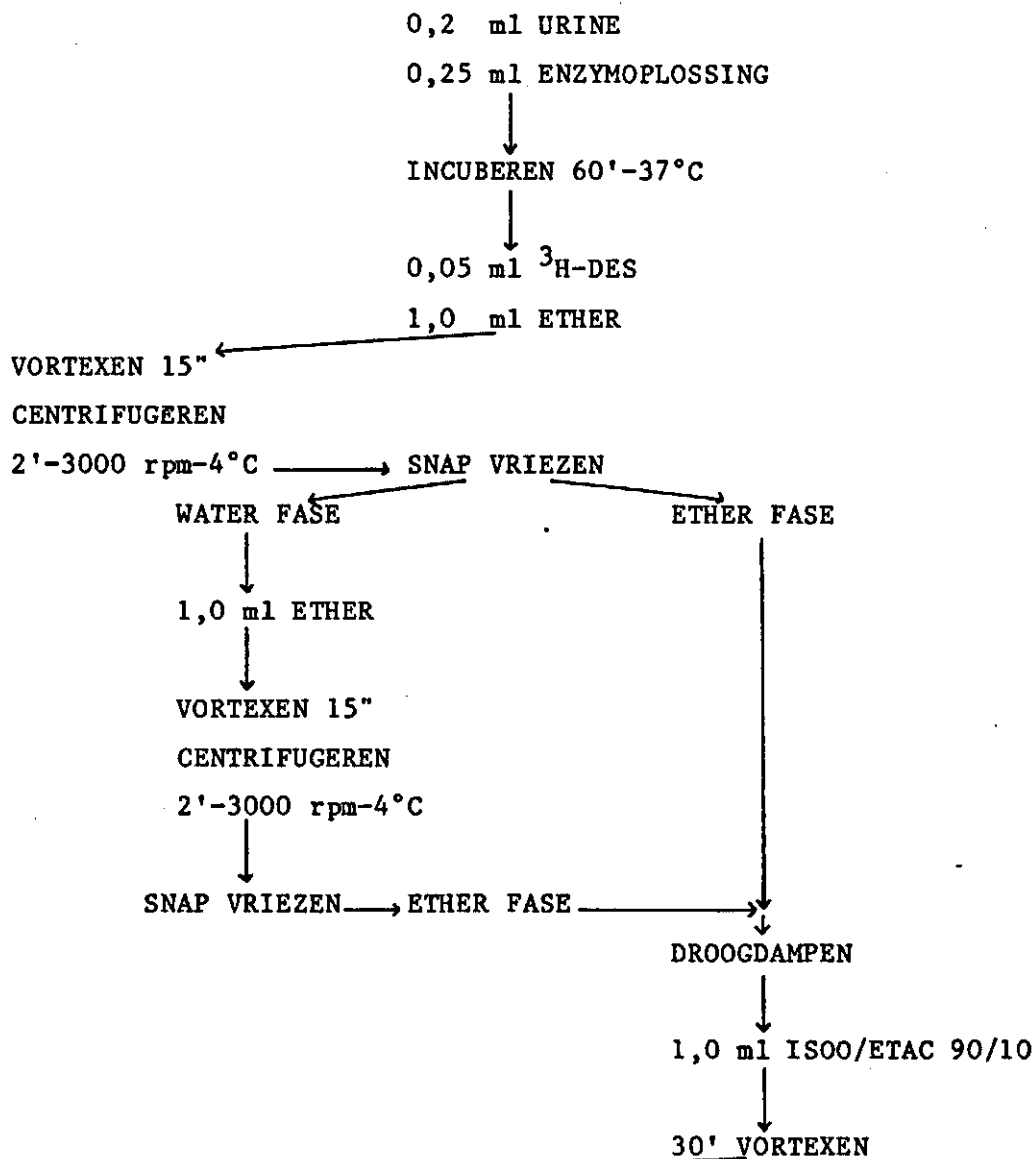 0,2 ml URINE
0,25 ml ENZYMOPLOSSING
INCUBEREN 60'-37°C
0,05 ml ³H-DES
1,0 ml ETHER
VORTEXEN 15"
CENTRIFUGEREN
2'-3000 rpm-4°C
SNAP VRIEZEN
WATER FASE
ETHER FASE
1,0 ml ETHER
VORTEXEN 15"
CENTRIFUGEREN
2'-3000 rpm-4°C
SNAP VRIEZEN
ETHER FASE
DROOGDAMPEN
1,0 ml ISOO/ETAC 90/10
30' VORTEXEN